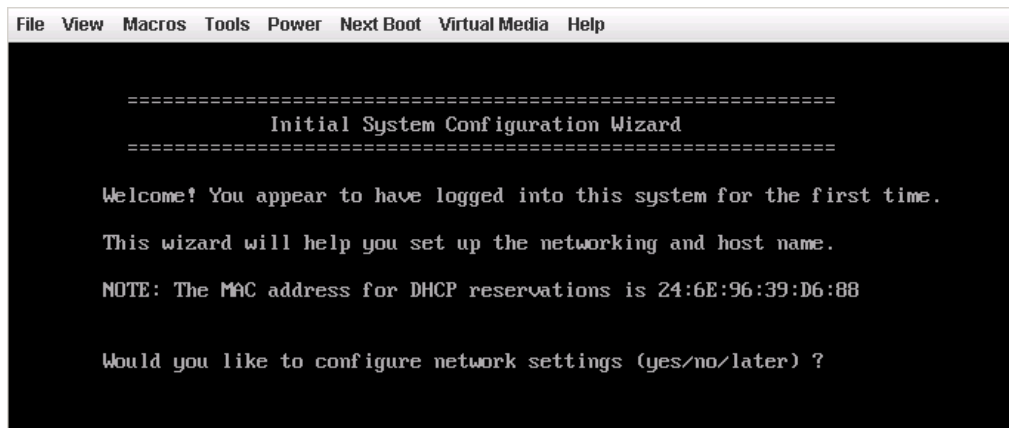 File View Macros Tools Power Next Boot Virtual Media Help
============================================================
Initial System Configuration Wizard
============================================================
Welcome! You appear to have logged into this system for the first time.
This wizard will help you set up the networking and host name.
NOTE: The MAC address for DHCP reservations is 24:6E:96:39:D6:88
Would you like to configure network settings (yes/no/later) ?